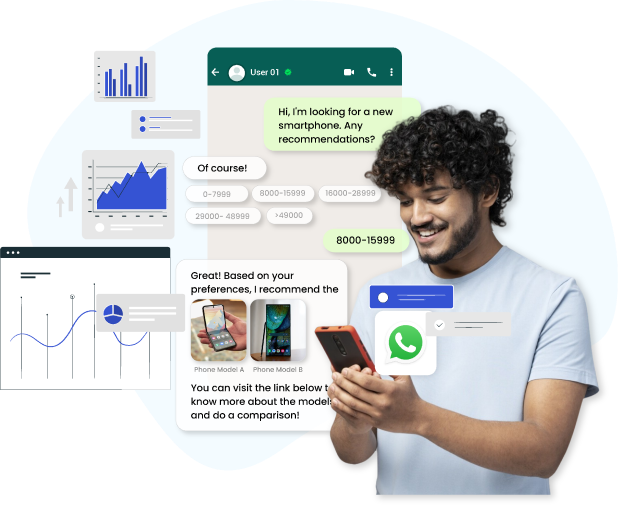 User 01
Hi, I'm looking for a new
smartphone. Any
recommendations?
Of course!
0-7999
8000-15999
16000-28999
29000- 48999
>49000
8000-15999
Great! Based on your
preferences, I recommend the
Phone Model A
Phone Model B
You can visit the link below
know more about the models
and do a comparison!